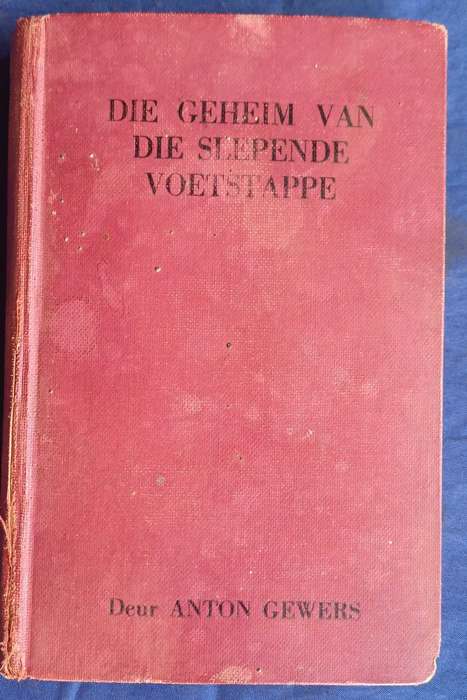 DIE GEHEIM VAN
DIE SLEPENDE
VOETSTAPPE
Deur ANTON GEWERS